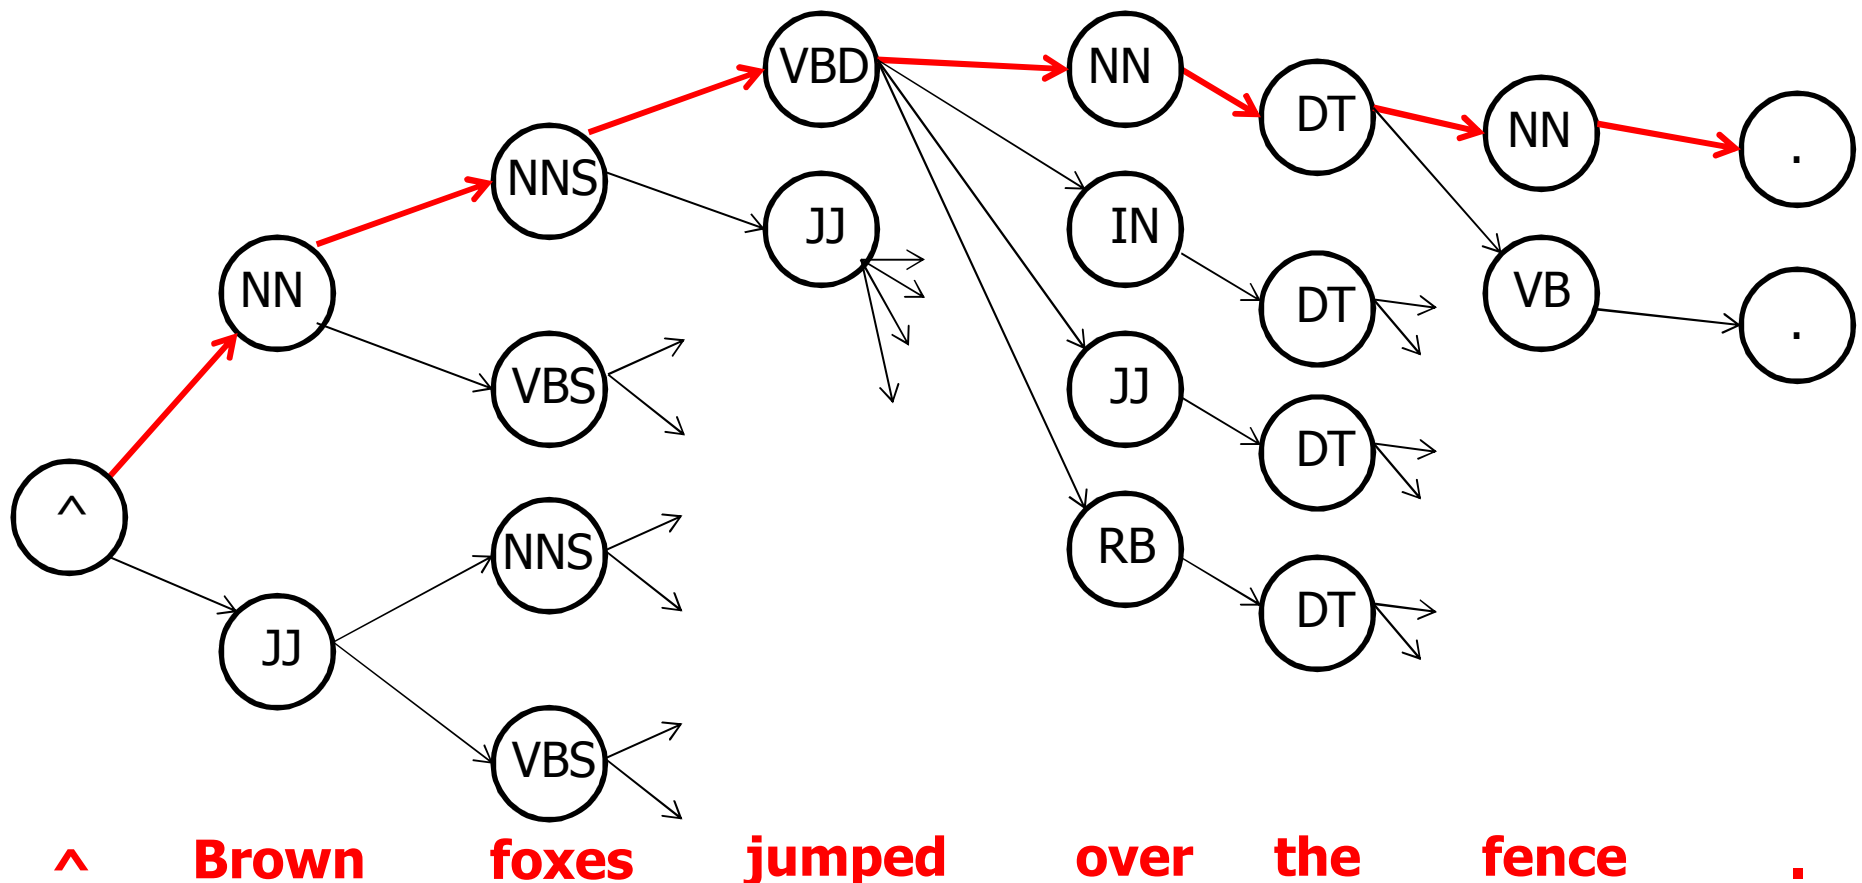 VBD NN
DT NN .
NNS
JJ IN
NN DT VB .
VBS JJ
DT
^ NNS RB
DT
JJ
VBS
^ Brown foxes jumped over the fence .